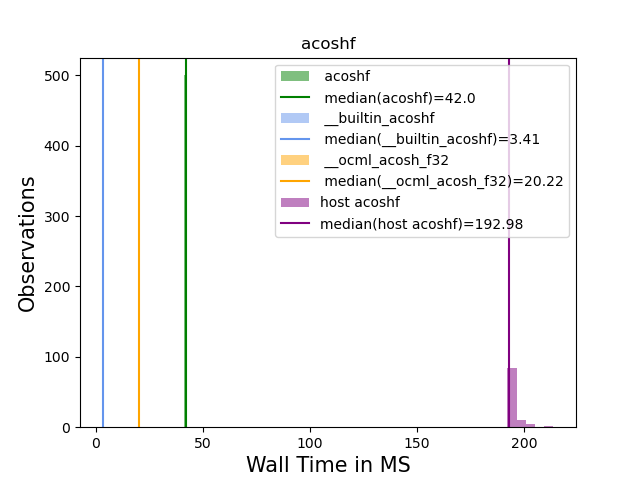 acoshf
500
400
300
200
100
0
Observations
acoshf
median(acoshf)=42.0
__builtin_acoshf
median(__builtin_acoshf)=3.41
__ocml_acosh_f32
median(__ocml_acosh_f32)=20.22
host acoshf
median(host acoshf)=192.98
0 50 100 150 200
Wall Time in MS